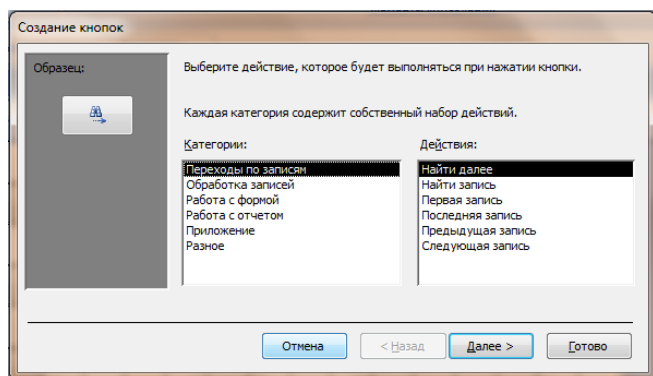 Создание кнопок
Образец:
Выберите действие, которое будет выполняться при нажатии кнопки.
Каждая категория содержит собственный набор действий.
Категории:
Действия:
Переходы по записям
Обработка записей
Работа с формой
Работа с отчетом
Приложение
Разное
Найти далее
Найти запись
Первая запись
Последняя запись
Предыдущая запись
Следующая запись
Отмена
< Назад
Далее >
Готово